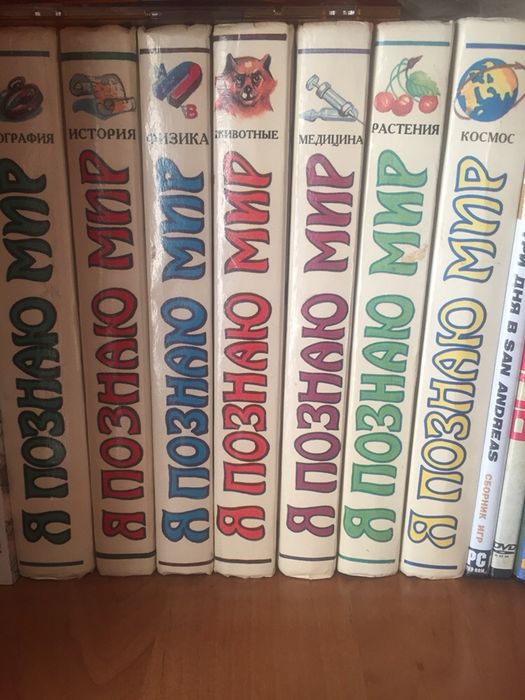 ОГРАФИЯ
Я ПОЗНАЮ МИР
ИСТОРИЯ
Я ПОЗНАЮ МИР
ФИЗИКА
Я ПОЗНАЮ МИР
ЖИВОТНЫЕ
Я ПОЗНАЮ МИР
МЕДИЦИНА
Я ПОЗНАЮ МИР
РАСТЕНИЯ
Я ПОЗНАЮ МИР
КОСМОС
Я ПОЗНАЮ МИР
ДНЯ В SAN ANDREAS
СБОРНИК ИГР
PC
DVD